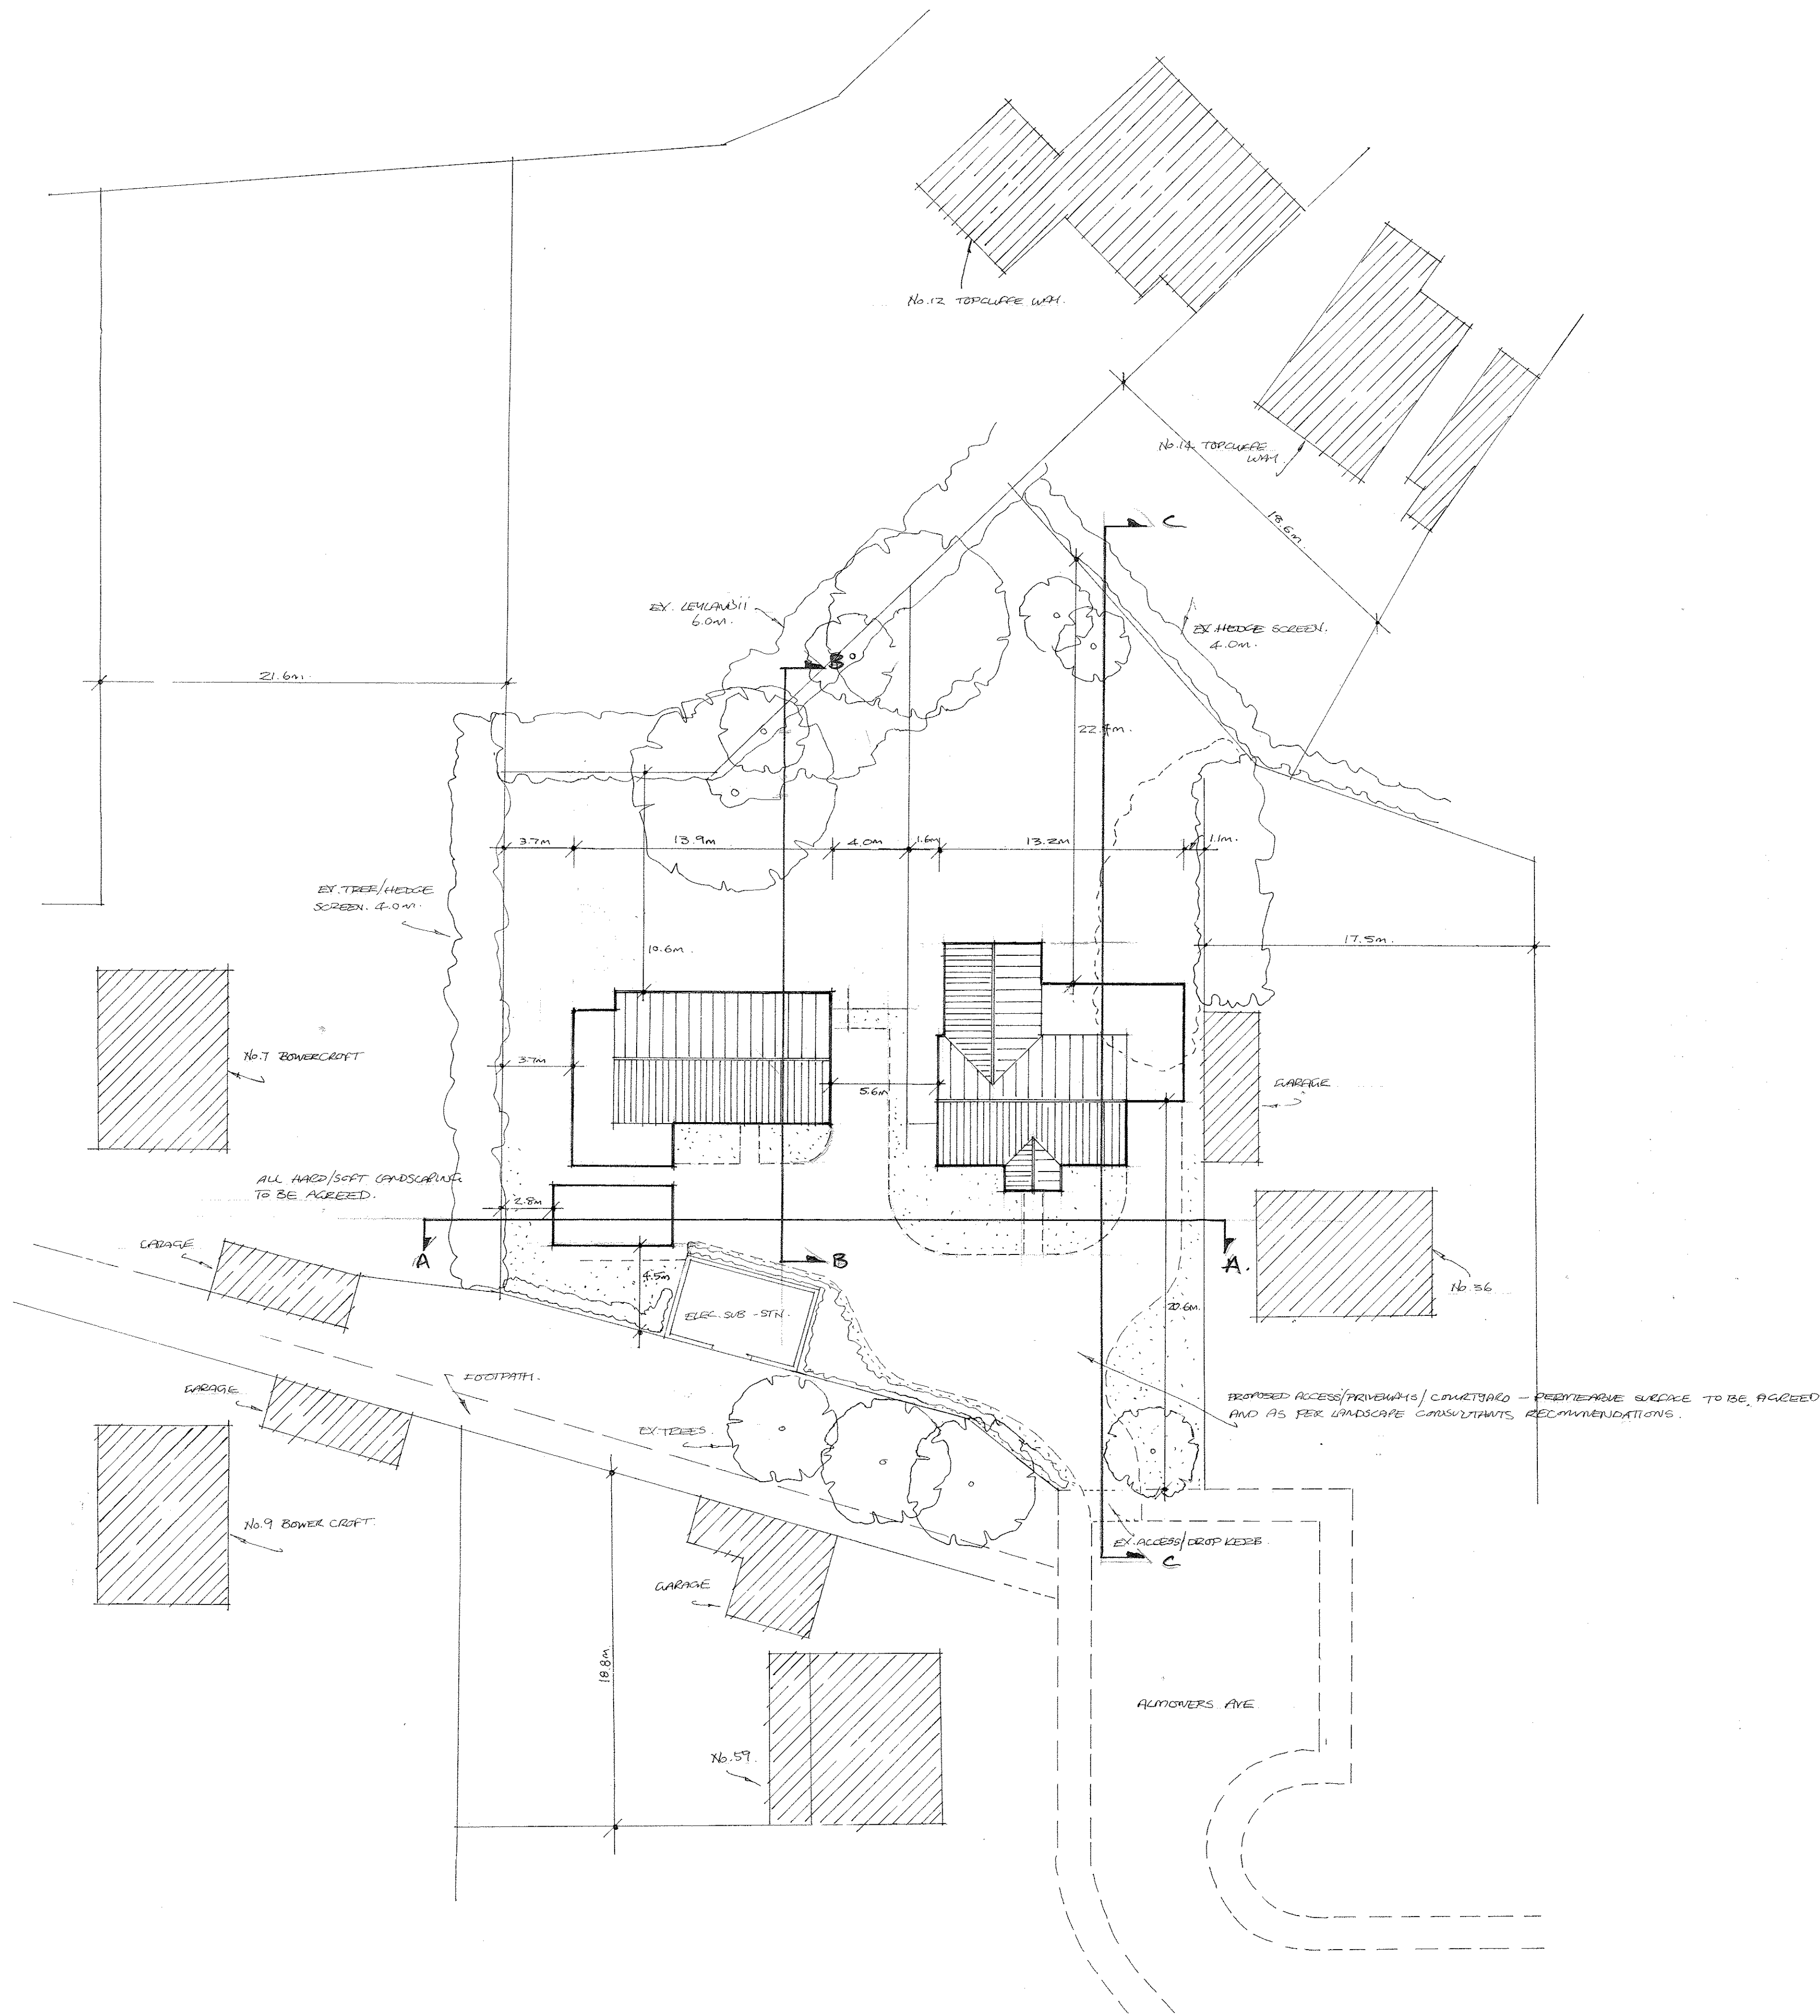 No.12 TOPCLIFFE WAY.
No.14 TOPCLIFFE
WAY.
18.6m.
C
EX. LEYLANDII
6.0m.
EX. HEDGE SCREEN.
4.0m.
B
21.6m.
22.7m.
3.7m
13.9m
4.0m
1.6m
13.2m
1.1m.
EX. TREE/HEDGE
SCREEN. 4.0m.
10.6m.
17.5m.
No.7 BOWERCROFT
3.7m
5.6m
GARAGE
ALL HARD/SOFT LANDSCAPING
TO BE AGREED.
2.8m
GARAGE
A
B
A.
4.5m
ELEC. SUB-STN.
No.36
20.6m.
FOOTPATH.
GARAGE
PROPOSED ACCESS/DRIVEWAYS/COURTYARD – PERMEABLE SURFACE TO BE AGREED
AND AS PER LANDSCAPE CONSULTANTS RECOMMENDATIONS.
EX. TREES.
No.9 BOWER CROFT.
EX. ACCESS/DROP KERB.
C
GARAGE
18.8m
ALMONERS AVE
No.59.